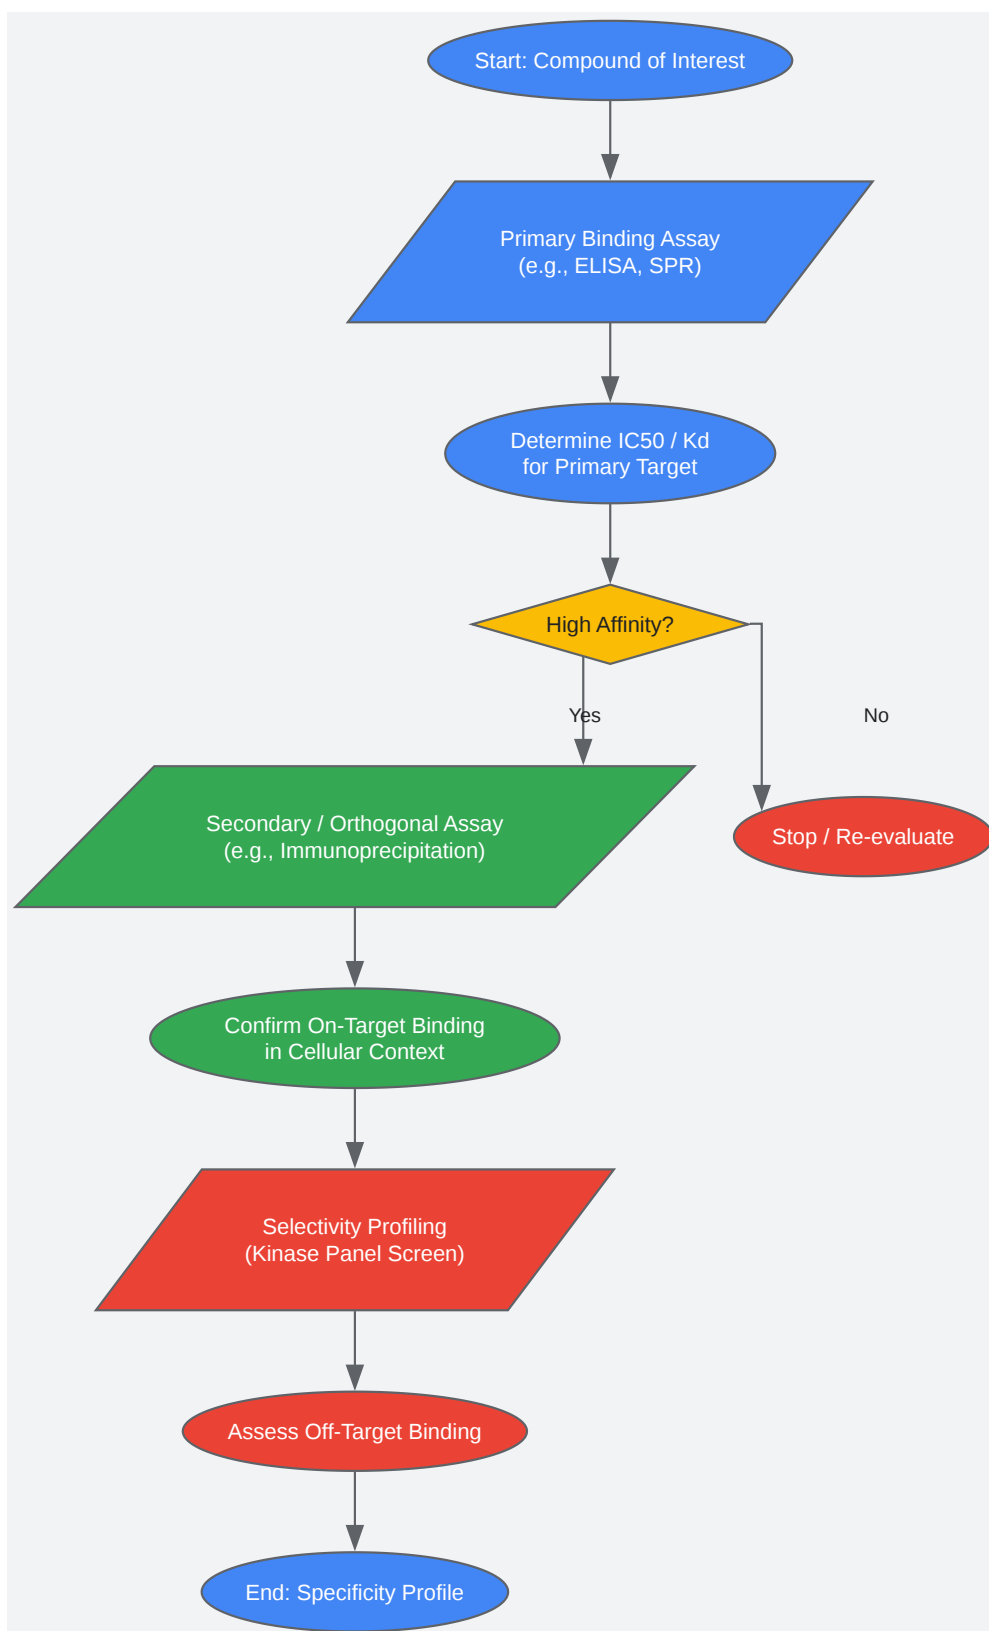 Start: Compound of Interest
Primary Binding Assay
(e.g., ELISA, SPR)
Determine IC50 / Kd
for Primary Target
High Affinity?
Yes
No
Secondary / Orthogonal Assay
(e.g., Immunoprecipitation)
Stop / Re-evaluate
Confirm On-Target Binding
in Cellular Context
Selectivity Profiling
(Kinase Panel Screen)
Assess Off-Target Binding
End: Specificity Profile